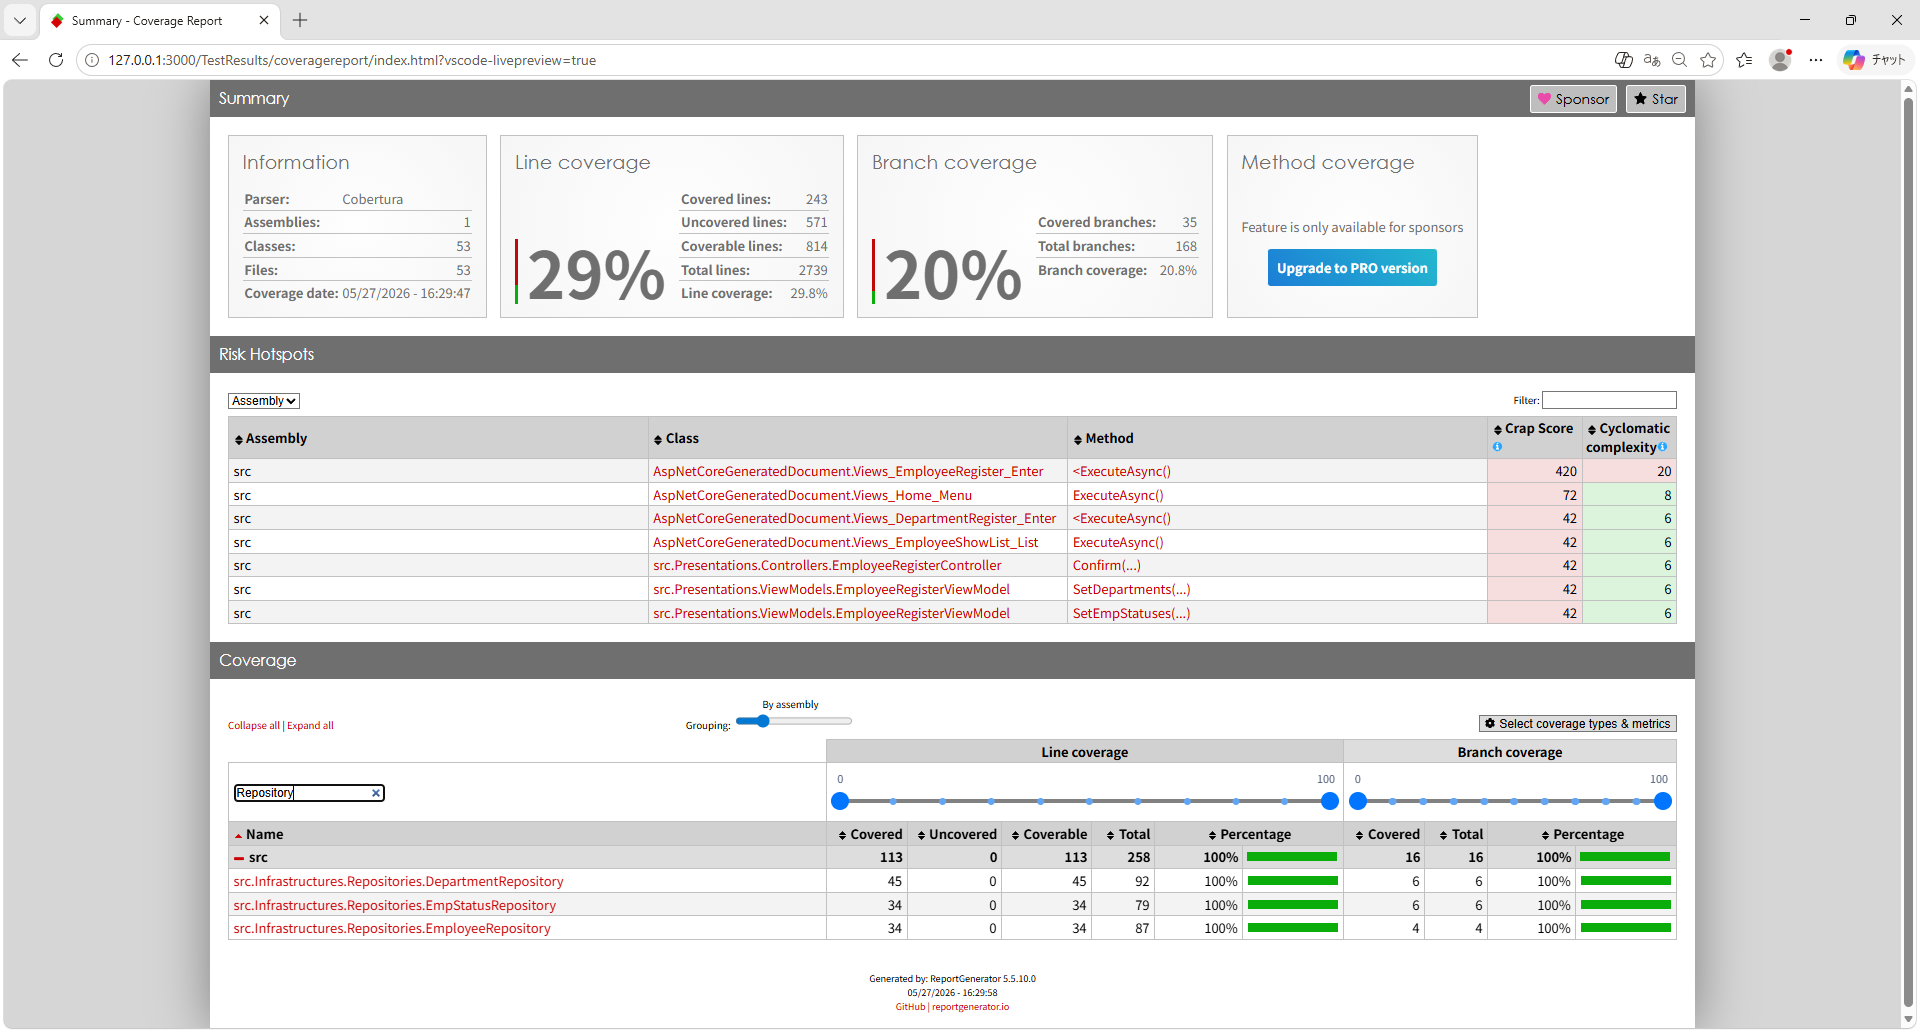 Summary - Coverage Report
127.0.0.1:3000/TestResults/coveragereport/index.html?vscode-livepreview=true
チャット
Summary
Sponsor
Star
Information
Parser: Cobertura
Assemblies: 1
Classes: 53
Files: 53
Coverage date: 05/27/2026 - 16:29:47
Line coverage
29%
Covered lines: 243
Uncovered lines: 571
Coverable lines: 814
Total lines: 2739
Line coverage: 29.8%
Branch coverage
20%
Covered branches: 35
Total branches: 168
Branch coverage: 20.8%
Method coverage
Feature is only available for sponsors
Upgrade to PRO version
Risk Hotspots
Assembly
Filter:
Assembly Class Method Crap Score Cyclomatic complexity
src AspNetCoreGeneratedDocument.Views_EmployeeRegister_Enter <ExecuteAsync() 420 20
src AspNetCoreGeneratedDocument.Views_Home_Menu ExecuteAsync() 72 8
src AspNetCoreGeneratedDocument.Views_DepartmentRegister_Enter <ExecuteAsync() 42 6
src AspNetCoreGeneratedDocument.Views_EmployeeShowList_List ExecuteAsync() 42 6
src src.Presentations.Controllers.EmployeeRegisterController Confirm(...) 42 6
src src.Presentations.ViewModels.EmployeeRegisterViewModel SetDepartments(...) 42 6
src src.Presentations.ViewModels.EmployeeRegisterViewModel SetEmpStatuses(...) 42 6
Coverage
Collapse all | Expand all
By assembly
Grouping:
Select coverage types & metrics
Line coverage Branch coverage
0 100 0 100
Repository
Name Covered Uncovered Coverable Total Percentage Covered Total Percentage
src 113 0 113 258 100% 16 16 100%
src.Infrastructures.Repositories.DepartmentRepository 45 0 45 92 100% 6 6 100%
src.Infrastructures.Repositories.EmpStatusRepository 34 0 34 79 100% 6 6 100%
src.Infrastructures.Repositories.EmployeeRepository 34 0 34 87 100% 4 4 100%
Generated by: ReportGenerator 5.5.10.0
05/27/2026 - 16:29:58
GitHub | reportgenerator.io